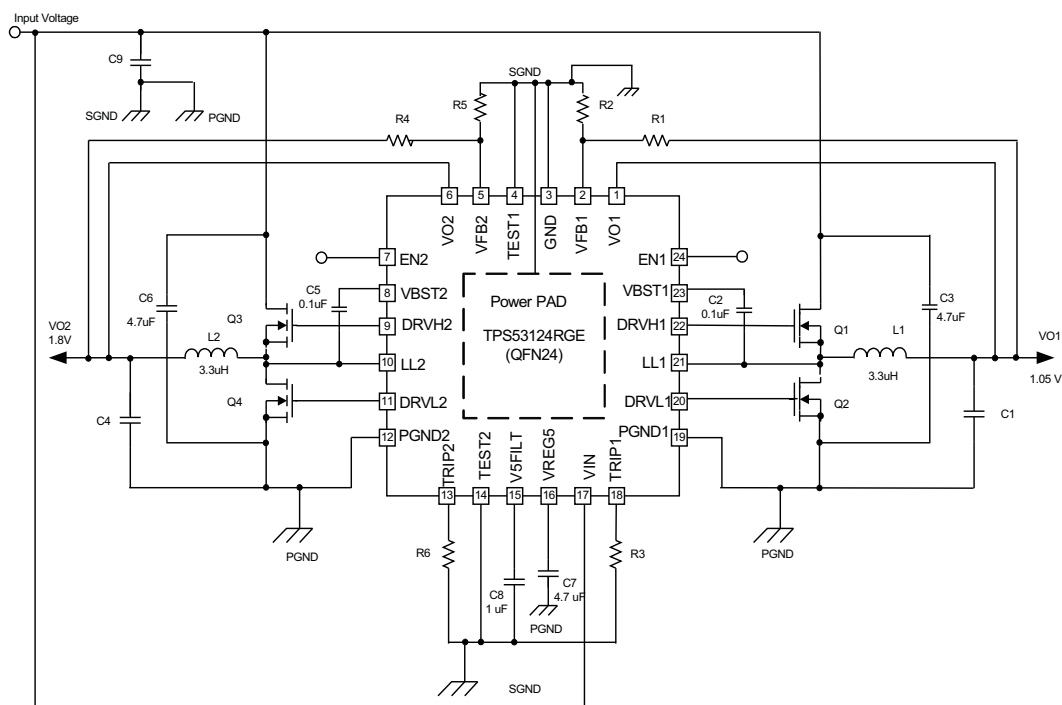 Input Voltage
C9
SGND
PGND
SGND
R5
R2
R4
R1
6
5
4
3
2
1
VO2
VFB2
TEST1
GND
VFB1
VO1
7
EN2
EN1
24
C5
0.1uF
8
VBST2
VBST1
23
C2
0.1uF
C6
4.7uF
Q3
9
DRVH2
DRVH1
22
Q1
C3
4.7uF
Power PAD
TPS53124RGE
(QFN24)
VO2
1.8V
L2
3.3uH
10
LL2
LL1
21
L1
3.3uH
VO1
1.05 V
C4
Q4
11
DRVL2
DRVL1
20
Q2
C1
12
PGND2
PGND1
19
TRIP2
TEST2
V5FILT
VREG5
VIN
TRIP1
13
14
15
16
17
18
PGND
PGND
R6
C8
1 uF
C7
4.7 uF
R3
PGND
SGND